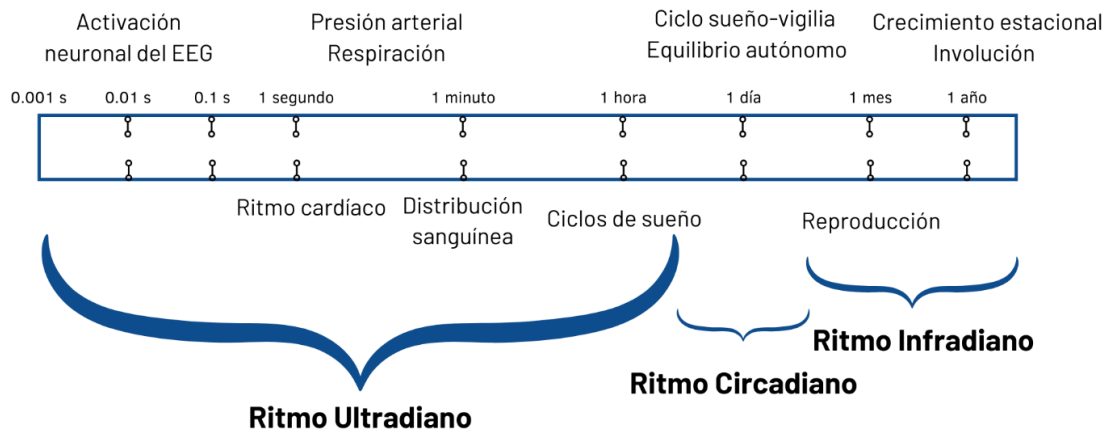 Activación
neuronal del EEG
Presión arterial
Respiración
Ciclo sueño-vigilia
Equilibrio autónomo
Crecimiento estacional
Involución
0.001 s
0.01 s
0.1 s
1 segundo
1 minuto
1 hora
1 día
1 mes
1 año
Ritmo cardíaco
Distribución
sanguínea
Ciclos de sueño
Reproducción
Ritmo Infradiano
Ritmo Circadiano
Ritmo Ultradiano